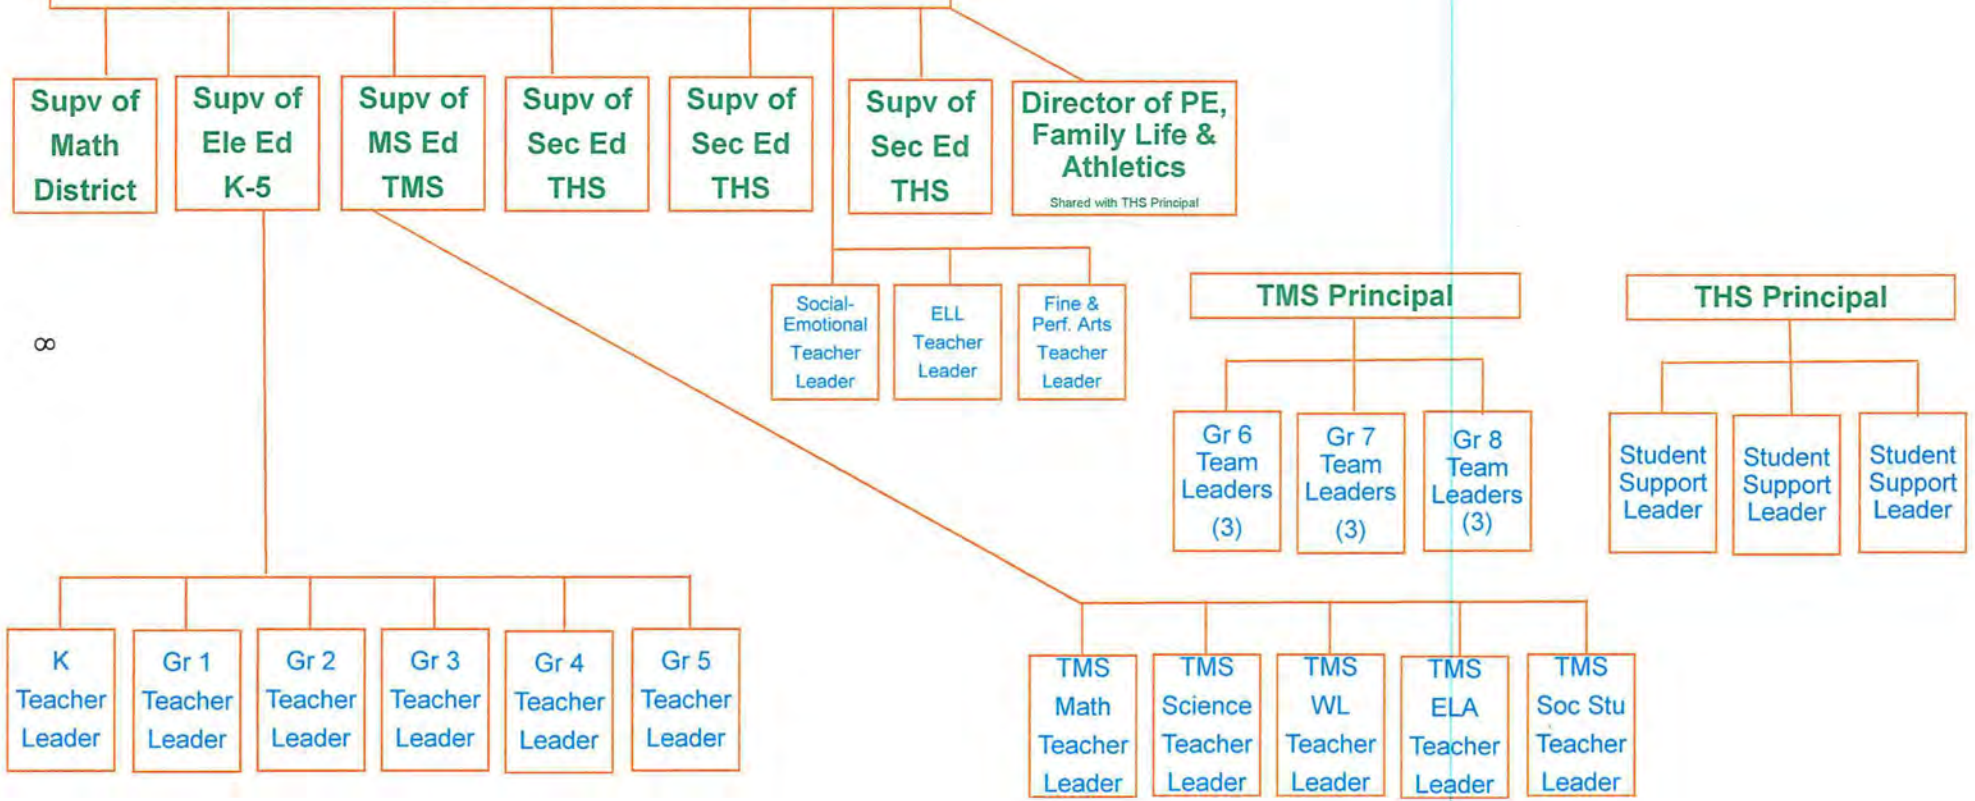 Supv of
Math
District
Supv of
Ele Ed
K-5
Supv of
MS Ed
TMS
Supv of
Sec Ed
THS
Supv of
Sec Ed
THS
Supv of
Sec Ed
THS
Director of PE,
Family Life &
Athletics
Shared with THS Principal
Social-
Emotional
Teacher
Leader
ELL
Teacher
Leader
Fine &
Perf. Arts
Teacher
Leader
TMS Principal
THS Principal
8
Gr 6
Team
Leaders
(3)
Gr 7
Team
Leaders
(3)
Gr 8
Team
Leaders
(3)
Student
Support
Leader
Student
Support
Leader
Student
Support
Leader
K
Teacher
Leader
Gr 1
Teacher
Leader
Gr 2
Teacher
Leader
Gr 3
Teacher
Leader
Gr 4
Teacher
Leader
Gr 5
Teacher
Leader
TMS
Math
Teacher
Leader
TMS
Science
Teacher
Leader
TMS
WL
Teacher
Leader
TMS
ELA
Teacher
Leader
TMS
Soc Stu
Teacher
Leader